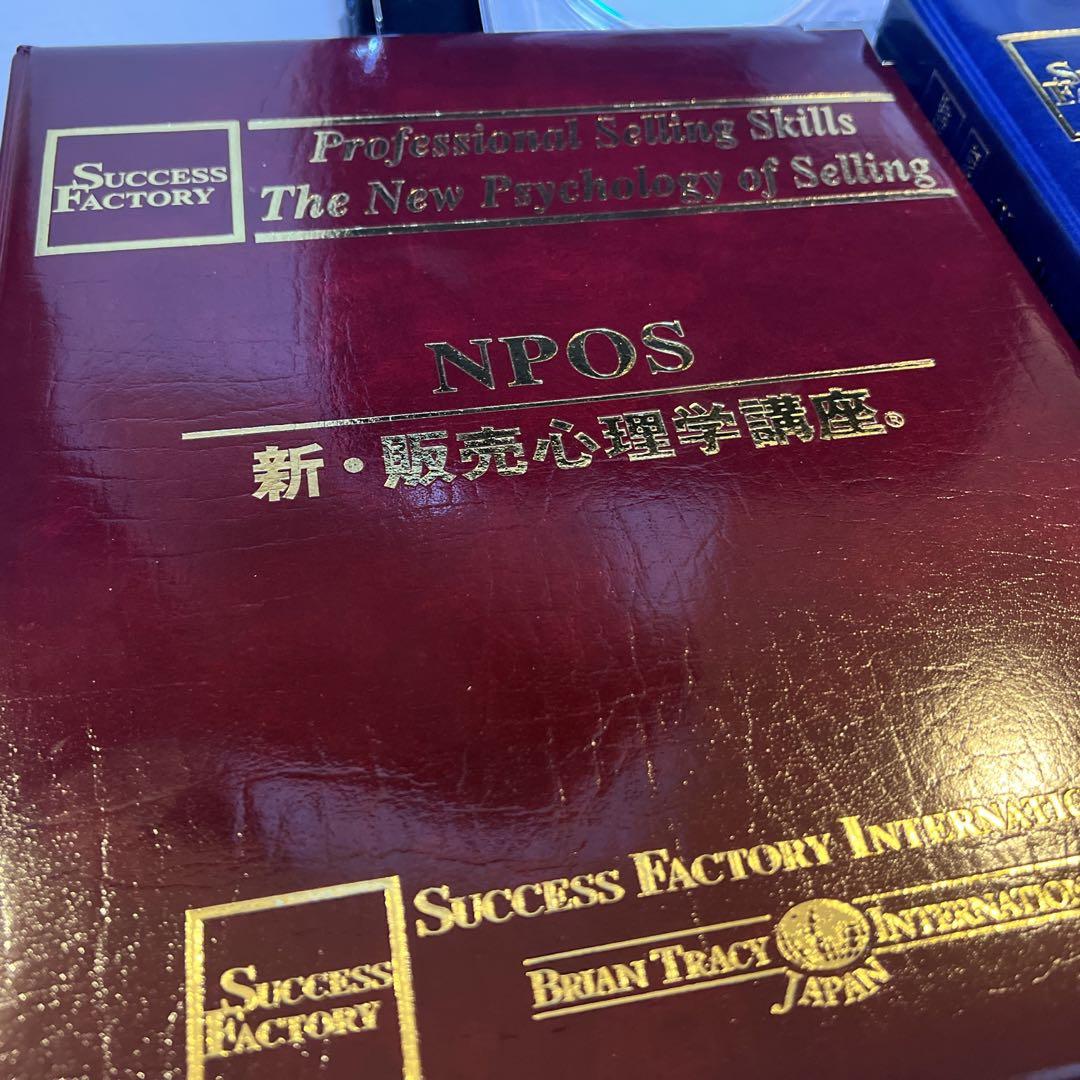 SUCCESS
FACTORY
Professional Selling Skills
The New Psychology of Selling
NPOS
新・販売心理学講座®
SUCCESS FACTORY
BRIAN TRACY
JAPAN
SUCCESS
FACTORY